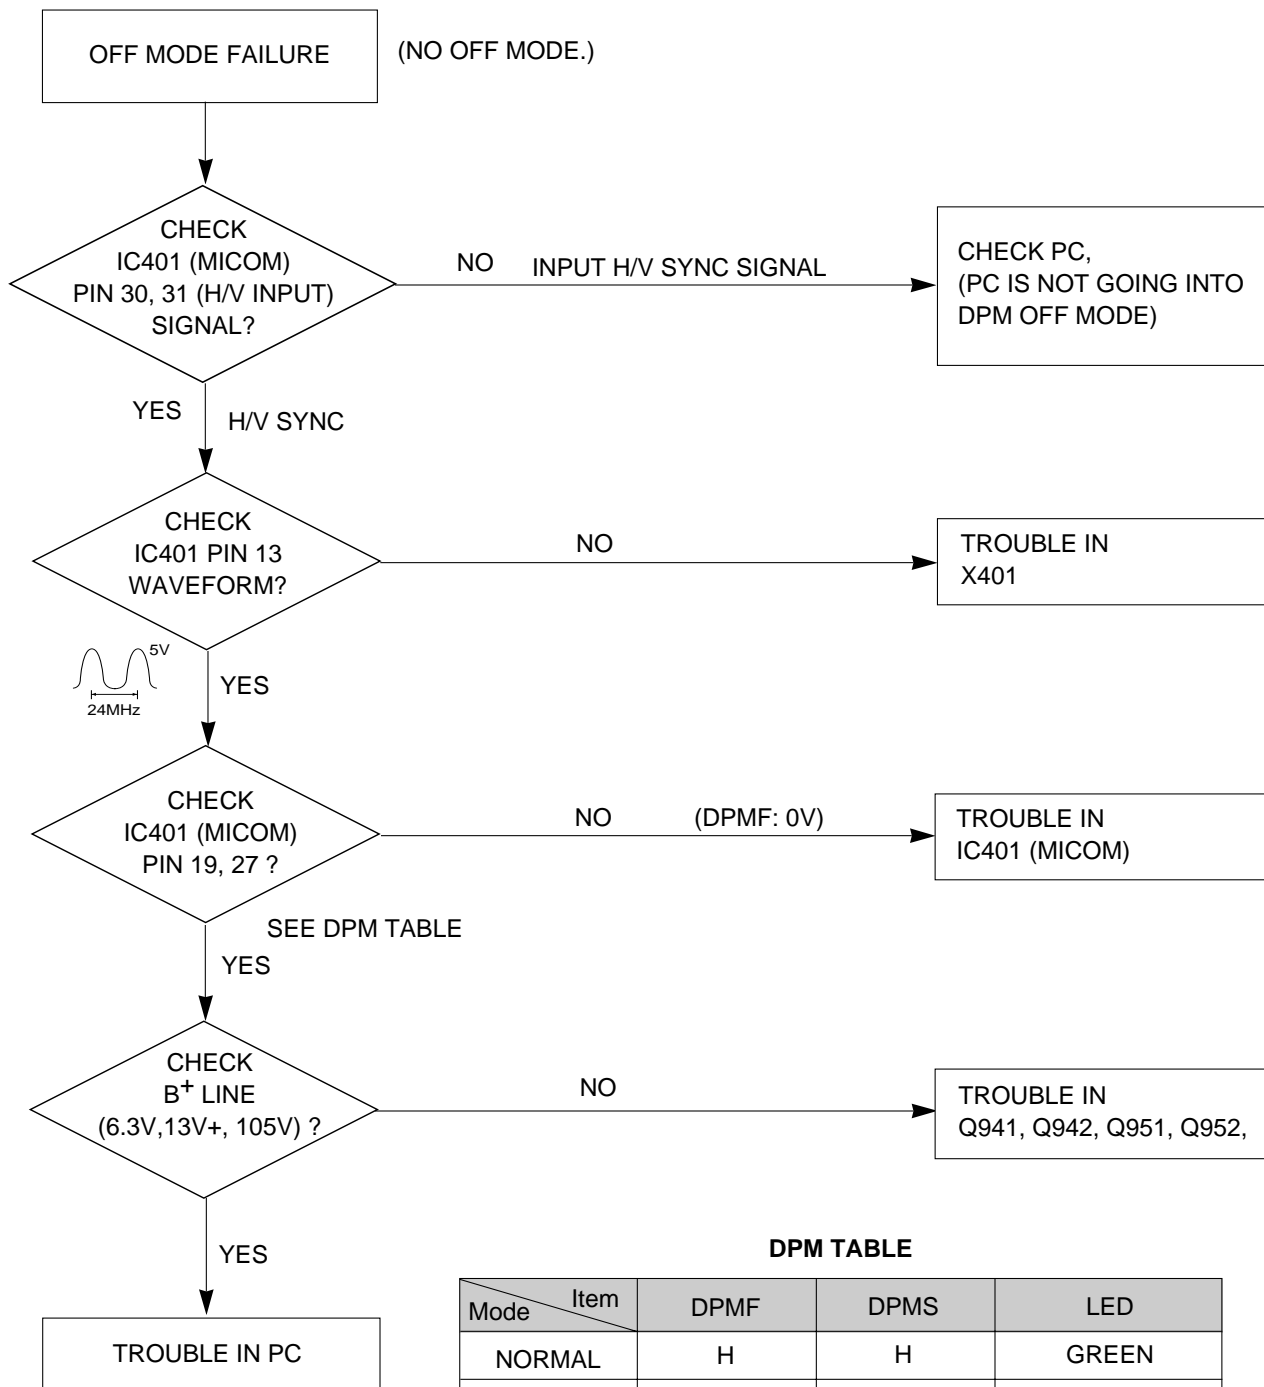 OFF MODE FAILURE
(NO OFF MODE.)
CHECK
IC401 (MICOM)
PIN 30, 31 (H/V INPUT)
SIGNAL?
NO
INPUT H/V SYNC SIGNAL
CHECK PC,
(PC IS NOT GOING INTO
DPM OFF MODE)
YES
H/V SYNC
CHECK
IC401 PIN 13
WAVEFORM?
NO
TROUBLE IN
X401
5V
24MHz
YES
CHECK
IC401 (MICOM)
PIN 19, 27 ?
NO
(DPMF: 0V)
TROUBLE IN
IC401 (MICOM)
SEE DPM TABLE
YES
CHECK
B+ LINE
(6.3V,13V+, 105V) ?
NO
TROUBLE IN
Q941, Q942, Q951, Q952,
YES
TROUBLE IN PC
DPM TABLE
Mode Item DPMF DPMS LED
NORMAL H H GREEN